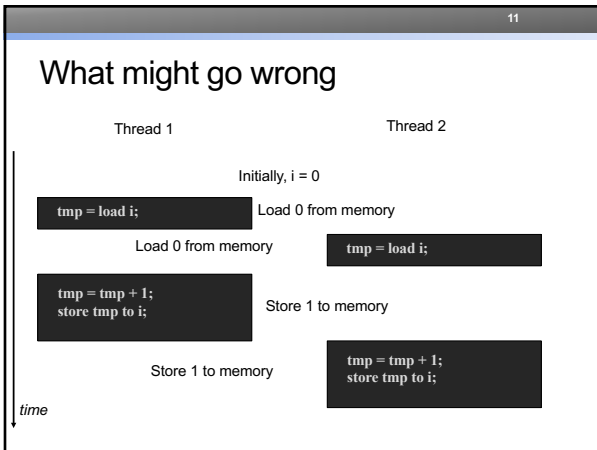 11
What might go wrong
Thread 1
Thread 2
Initially, i = 0
tmp = load i;
Load 0 from memory
Load 0 from memory
tmp = load i;
tmp = tmp + 1;
store tmp to i;
Store 1 to memory
Store 1 to memory
tmp = tmp + 1;
store tmp to i;
time